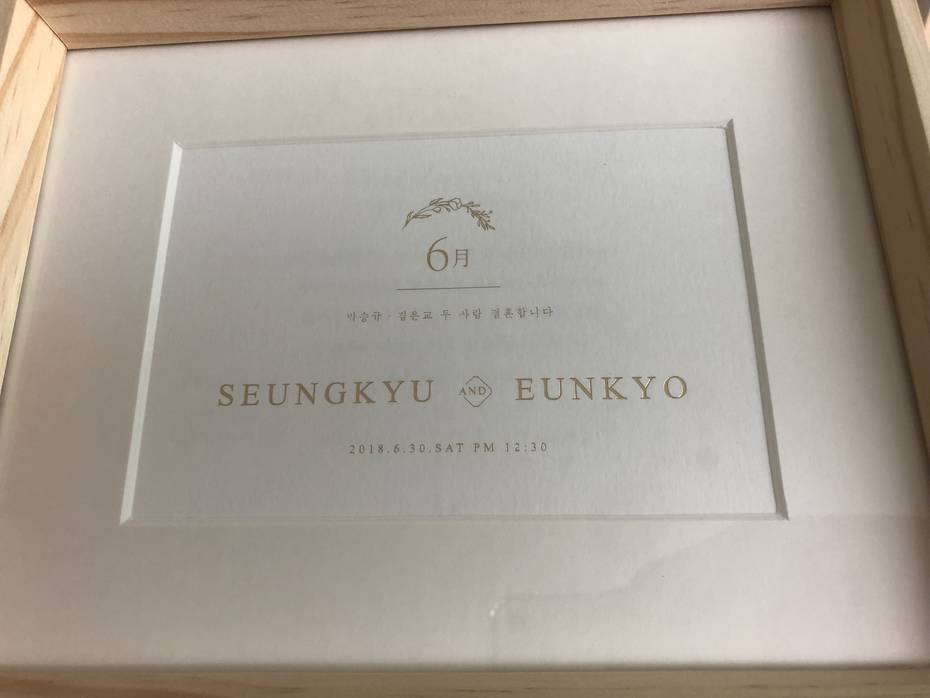 6月
박승규 · 김은교 두 사람 결혼합니다
SEUNGKYU AND EUNKYO
2018.6.30.SAT PM 12:30